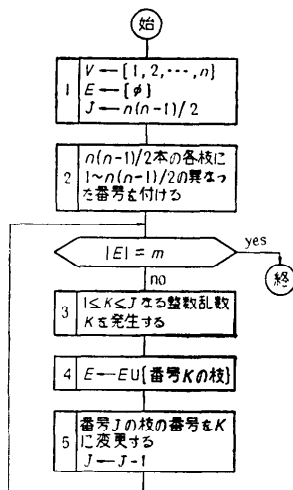 始
1
V ← {1, 2, ⋯, n}
E ← {ϕ}
J ← n(n-1)/2
2
n(n-1)/2本の各枝に
1~n(n-1)/2の異なっ
た番号を付ける
|E| = m
yes
終
no
3
1≤K≤Jなる整数乱数
Kを発生する
4
E ← E∪{番号Kの枝}
5
番号Jの枝の番号をK
に変更する
J ← J-1